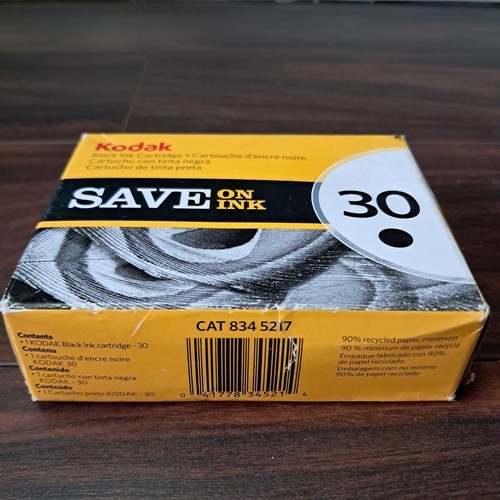 Kodak
Black Ink Cartridge • Cartouche d'encre noire
Cartucho con tinta negra
Cartucho de tinta preta
SAVE ON INK
30
CAT 834 5217
Contents
• 1 KODAK Black Ink cartridge - 30
Contenu
• 1 cartouche d'encre noire
KODAK 30
Contenido
• 1 cartucho con tinta negra
KODAK - 30
Conteúdo
• 1 Cartucho preto KODAK - 30
90% recycled paper, minimum
90 % minimum de papier recyclé
Empaque fabricado con 90%
de papel reciclado
Embalagem com no mínimo
90% de papel reciclado
0 41778 34521 4